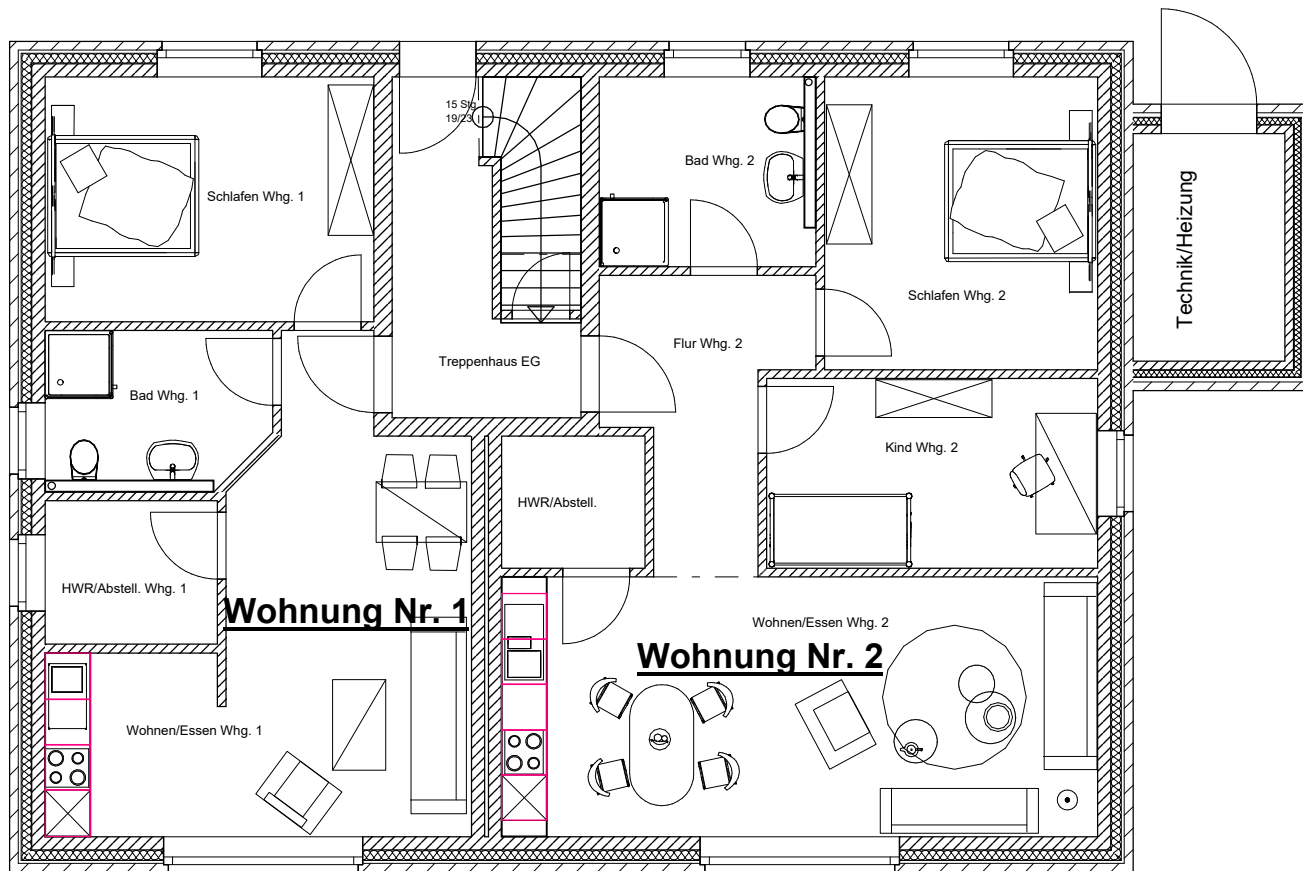 15 Stg
19/23
Bad Whg. 2
Schlafen Whg. 1
Technik/Heizung
Schlafen Whg. 2
Flur Whg. 2
Treppenhaus EG
Bad Whg. 1
Kind Whg. 2
HWR/Abstell.
HWR/Abstell. Whg. 1
Wohnung Nr. 1
Wohnen/Essen Whg. 2
Wohnung Nr. 2
Wohnen/Essen Whg. 1